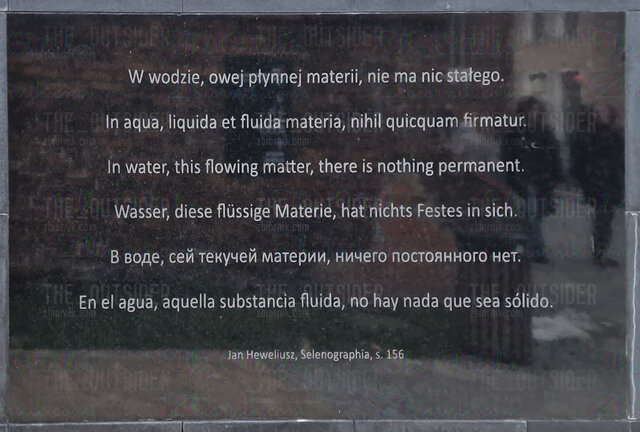 W wodzie, owej płynnej materii, nie ma nic stałego.
In aqua, liquida et fluida materia, nihil quicquam firmatur.
In water, this flowing matter, there is nothing permanent.
Wasser, diese flüssige Materie, hat nichts Festes in sich.
В воде, сей текучей материи, ничего постоянного нет.
En el agua, aquella substancia fluida, no hay nada que sea sólido.
Jan Heweliusz, Selenographia, s. 156